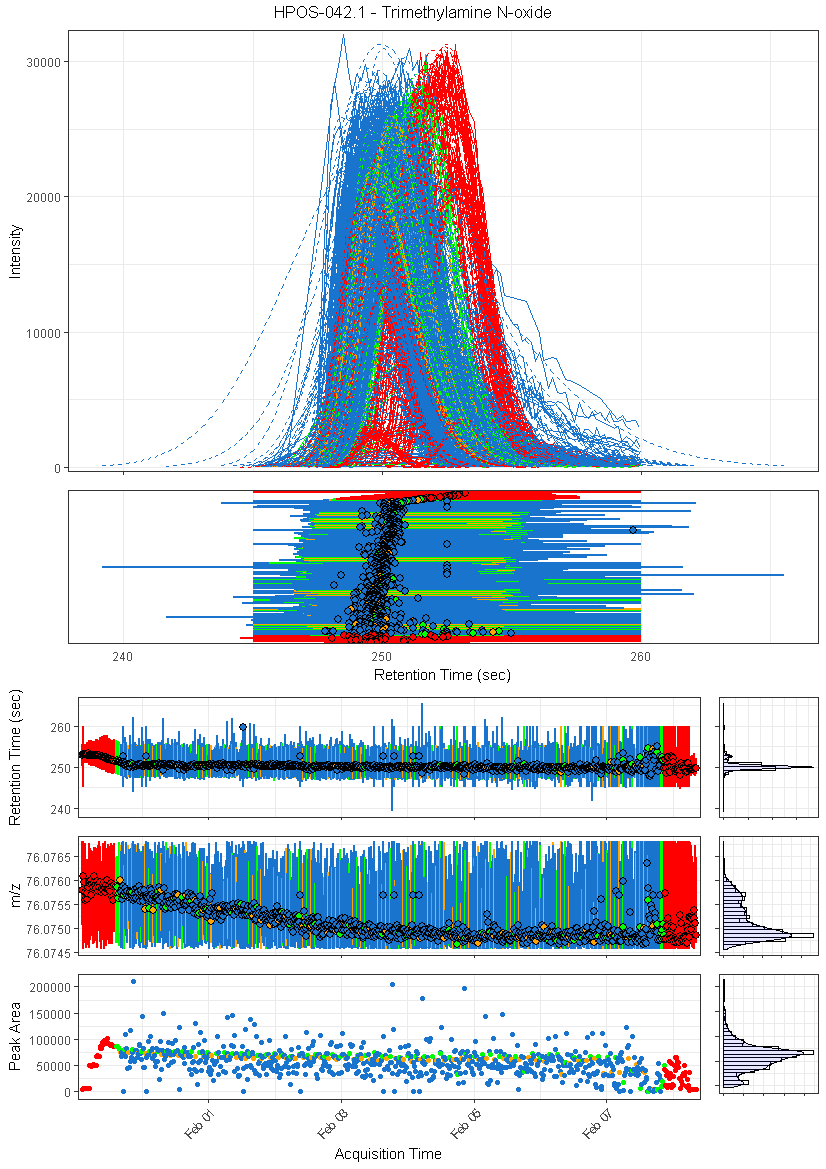 HPOS-042.1 - Trimethylamine N-oxide
30000
20000
10000
0
Intensity
240
250
260
Retention Time (sec)
260
250
240
Retention Time (sec)
76.0765
76.0760
76.0755
76.0750
76.0745
m/z
200000
150000
100000
50000
0
Peak Area
Feb 01
Feb 03
Feb 05
Feb 07
Acquisition Time